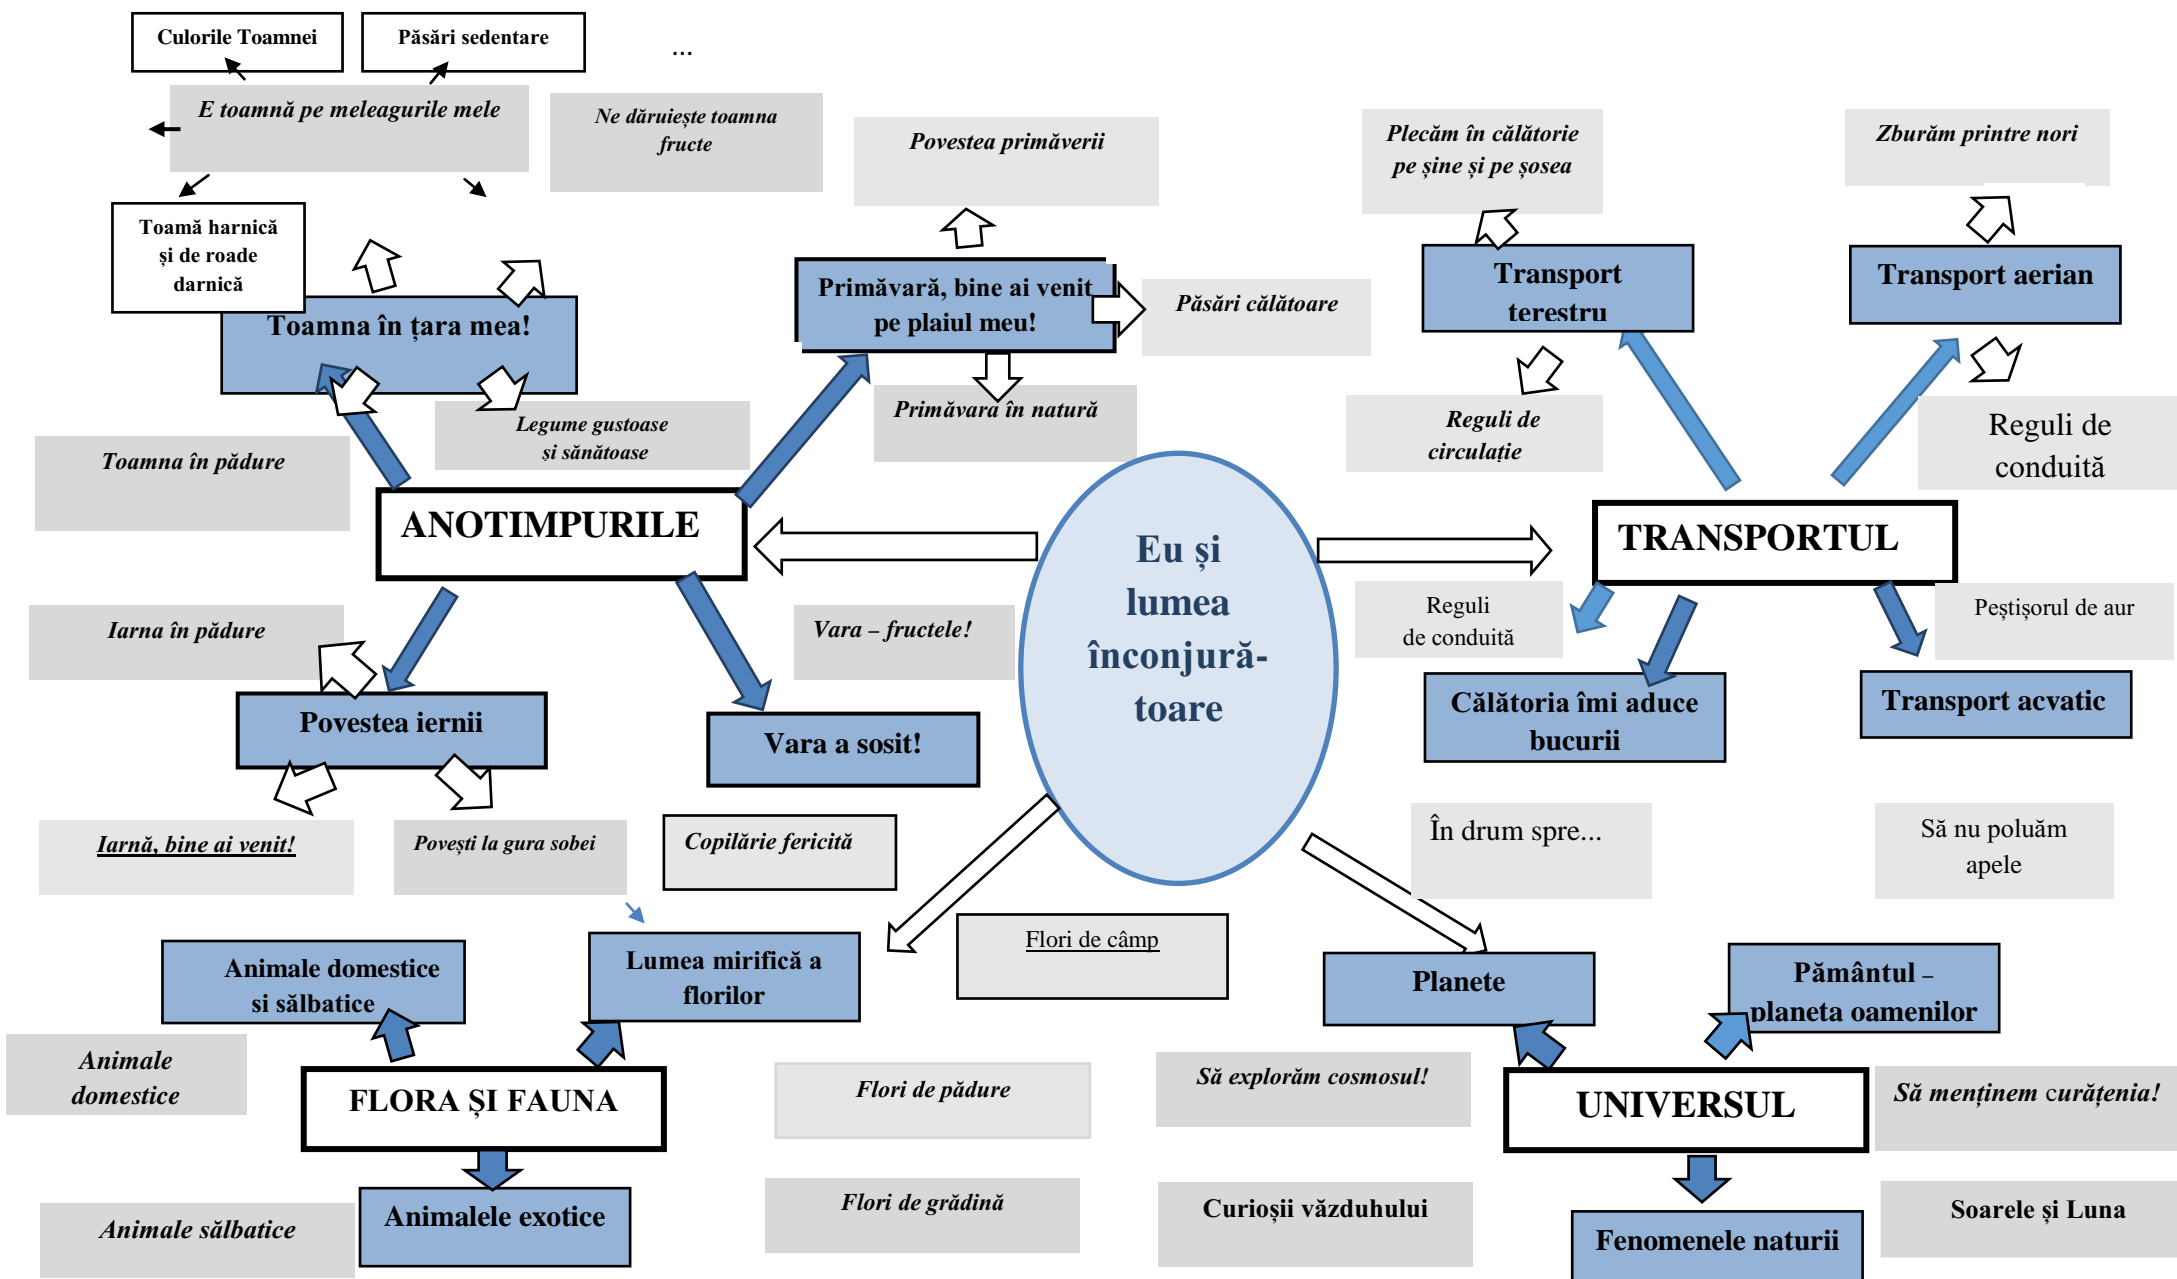 Culorile Toamnei
Păsări sedentare
...
E toamnă pe meleagurile mele
Ne dăruiește toamna
fructe
Povestea primăverii
Plecăm în călătorie
pe șine și pe șosea
Zburăm printre nori
Toamă harnică
și de roade
darnică
Toamna în țara mea!
Primăvară, bine ai venit
pe plaiul meu!
Păsări călătoare
Transport
terestru
Transport aerian
Toamna în pădure
Legume gustoase
și sănătoase
Primăvara în natură
Reguli de
circulație
Reguli de
conduită
ANOTIMPURILE
Eu și
lumea
înconjură-
toare
TRANSPORTUL
Iarna în pădure
Vara – fructele!
Reguli
de conduită
Peștișorul de aur
Povestea iernii
Vara a sosit!
Călătoria îmi aduce
bucurii
Transport acvatic
Iarnă, bine ai venit!
Povești la gura sobei
Copilărie fericită
În drum spre...
Să nu poluăm
apele
Animale domestice
si sălbatice
Lumea mirifică a
florilor
Flori de câmp
Planete
Pământul –
planeta oamenilor
Animale
domestice
FLORA ȘI FAUNA
Flori de pădure
Să explorăm cosmosul!
UNIVERSUL
Să menținem curățenia!
Animale sălbatice
Animalele exotice
Flori de grădină
Curioșii văzduhului
Fenomenele naturii
Soarele și Luna